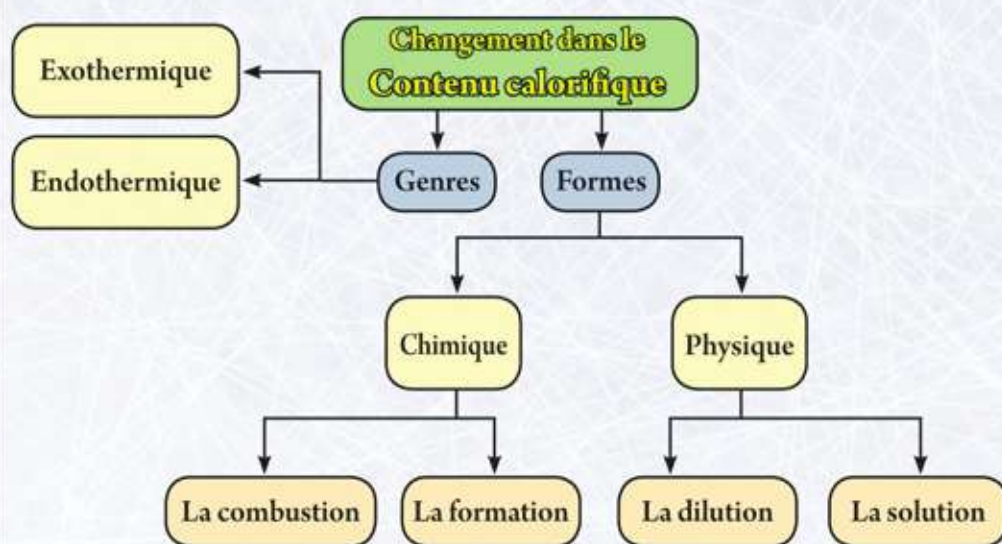 Changement dans le
Contenu calorifique
Exothermique
Endothermique
Genres
Formes
Chimique
Physique
La combustion
La formation
La dilution
La solution